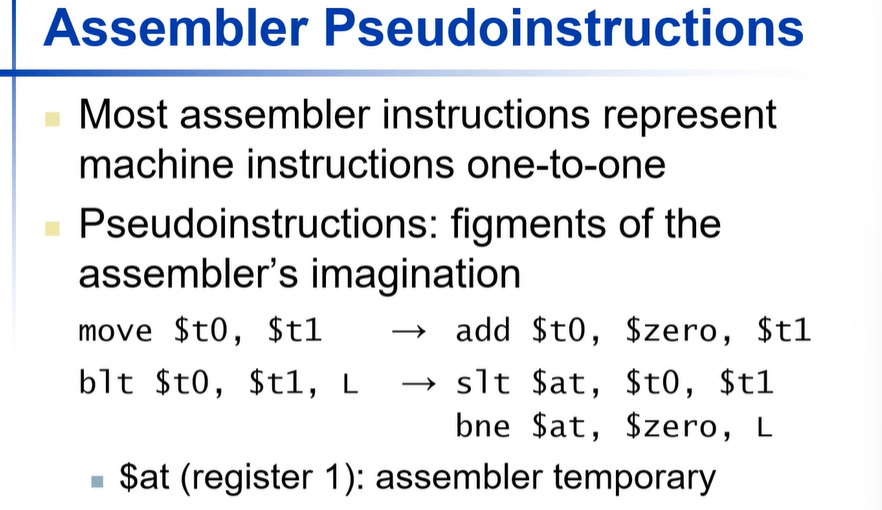 Assembler Pseudoinstructions
Most assembler instructions represent
machine instructions one-to-one
Pseudoinstructions: figments of the
assembler’s imagination
move $t0, $t1 → add $t0, $zero, $t1
blt $t0, $t1, L → slt $at, $t0, $t1
bne $at, $zero, L
$at (register 1): assembler temporary